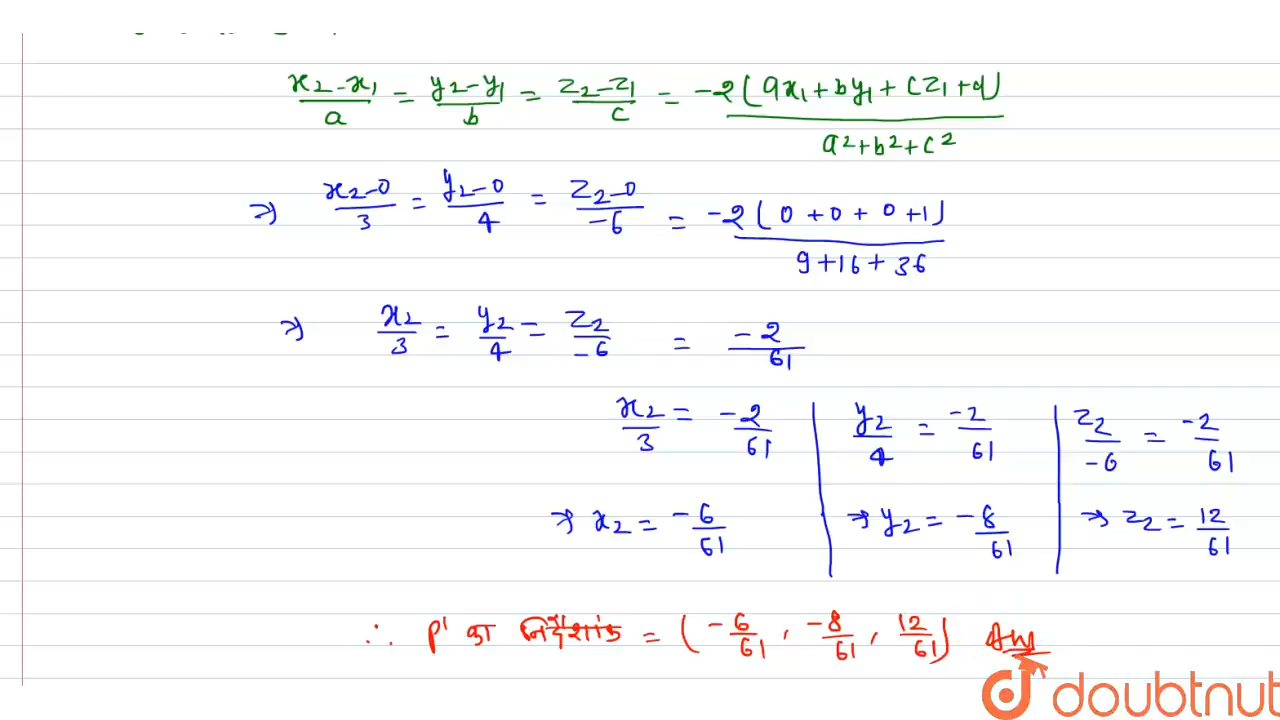 (x₂-x₁)/a = (y₂-y₁)/b = (z₂-z₁)/c = -2(ax₁+by₁+cz₁+d)/(a²+b²+c²)
⇒ (x₂-0)/3 = (y₂-0)/4 = (z₂-0)/-6 = -2(0+0+0+1)/(9+16+36)
⇒ x₂/3 = y₂/4 = z₂/-6 = -2/61
x₂/3 = -2/61 | y₂/4 = -2/61 | z₂/-6 = -2/61
⇒ x₂ = -6/61 | ⇒ y₂ = -8/61 | ⇒ z₂ = 12/61
∴ P' का निर्देशांक = (-6/61, -8/61, 12/61) Ans
doubtnut